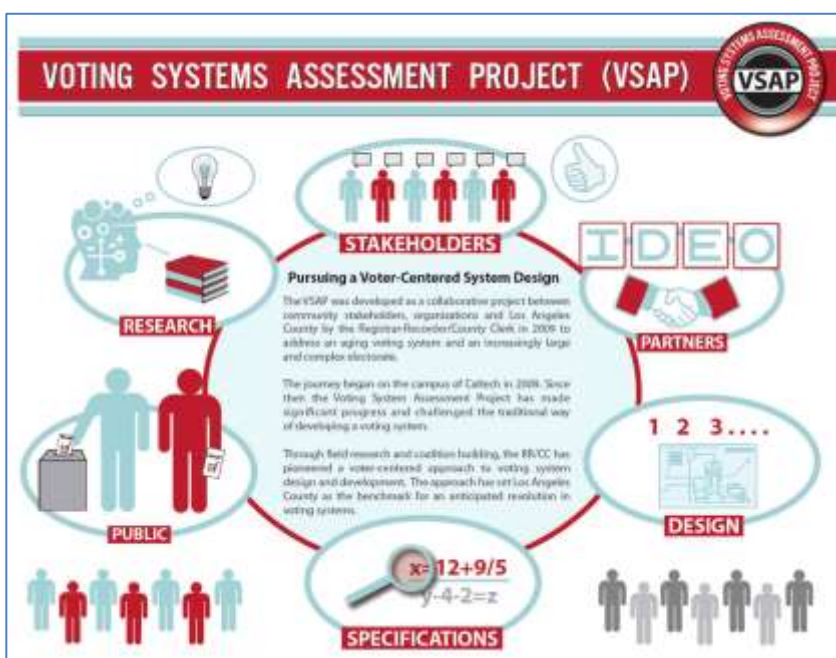 VOTING SYSTEMS ASSESSMENT PROJECT (VSAP)
VOTING SYSTEMS ASSESSMENT PROJECT
VSAP
STAKEHOLDERS
IDEO
PARTNERS
RESEARCH
Pursuing a Voter-Centered System Design
The VSAP was developed as a collaborative project between
community stakeholders, organizations and Los Angeles
County by the Registrar-Recorder/County Clerk in 2009 to
address an aging voting system and an increasingly large
and complex electorate.
The journey began on the campus of Caltech in 2009. Since
then the Voting System Assessment Project has made
significant progress and challenged the traditional way
of developing a voting system.
Through field research and coalition building, the RR/CC has
pioneered a voter-centered approach to voting system
design and development. The approach has set Los Angeles
County as the benchmark for an anticipated revolution in
voting systems.
1 2 3....
DESIGN
PUBLIC
x=12+9/5
y-4-2=z
SPECIFICATIONS